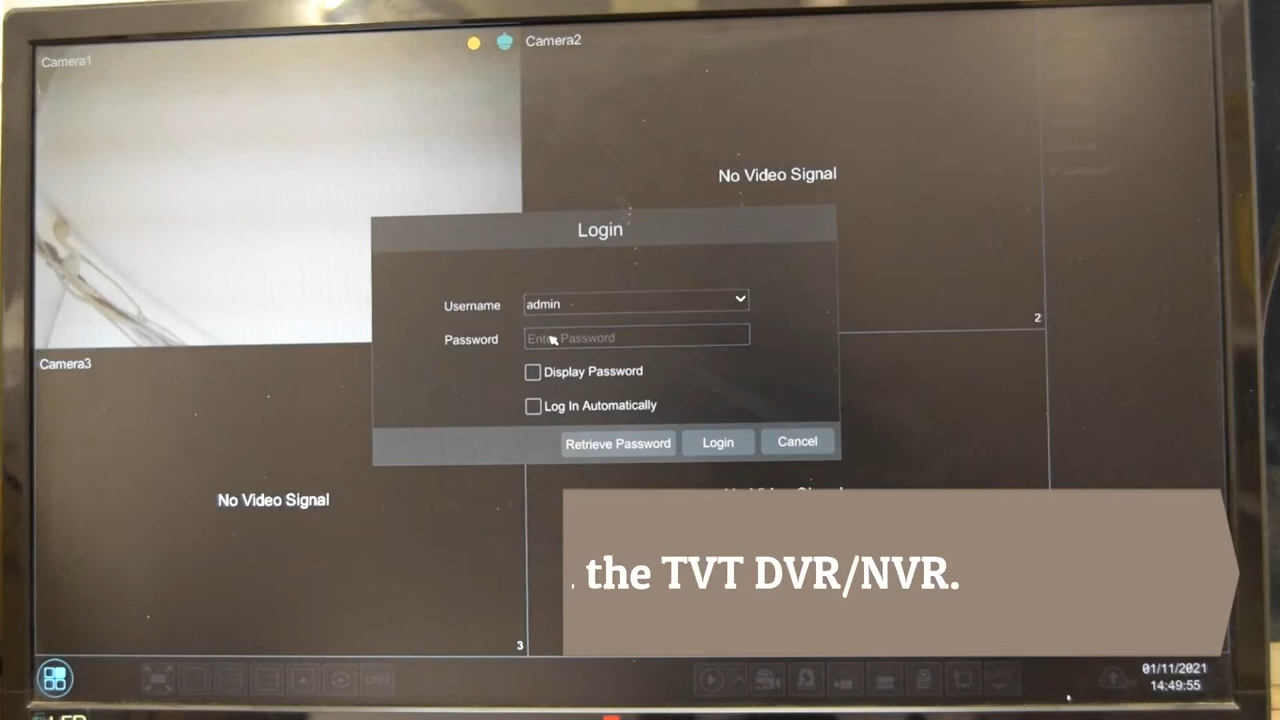 Camera1
Camera2
No Video Signal
Login
Username
admin
Password
Enter Password
Display Password
Log In Automatically
Retrieve Password
Login
Cancel
2
Camera3
No Video Signal
3
the TVT DVR/NVR.
01/11/2021
14:49:55